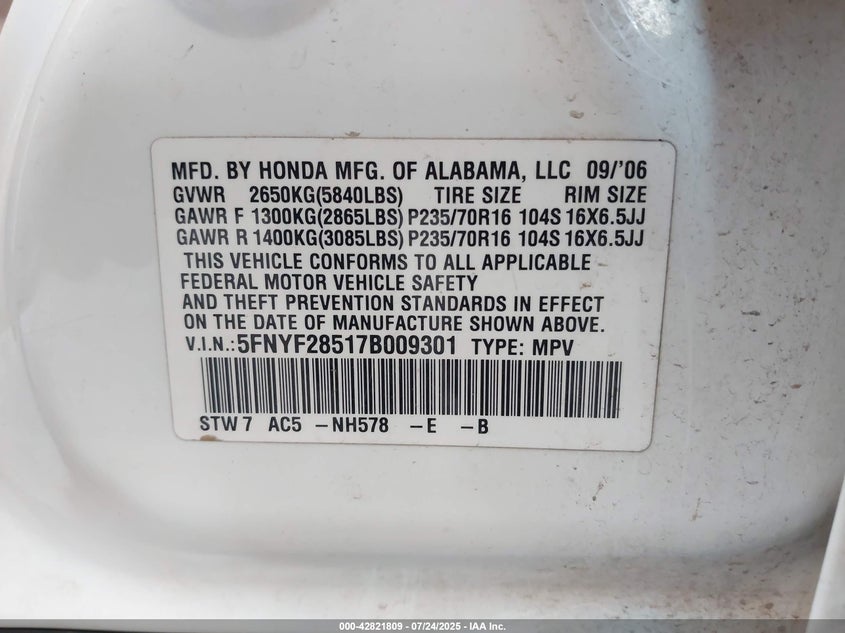 MFD. BY HONDA MFG. OF ALABAMA, LLC 09/'06
GVWR 2650KG(5840LBS) TIRE SIZE RIM SIZE
GAWR F 1300KG(2865LBS) P235/70R16 104S 16X6.5JJ
GAWR R 1400KG(3085LBS) P235/70R16 104S 16X6.5JJ
THIS VEHICLE CONFORMS TO ALL APPLICABLE
FEDERAL MOTOR VEHICLE SAFETY
AND THEFT PREVENTION STANDARDS IN EFFECT
ON THE DATE OF MANUFACTURE SHOWN ABOVE.
V.I.N.:5FNYF28517B009301 TYPE: MPV
STW7 AC5 -NH578 -E -B
000-42821809 - 07/24/2025 - IAA Inc.